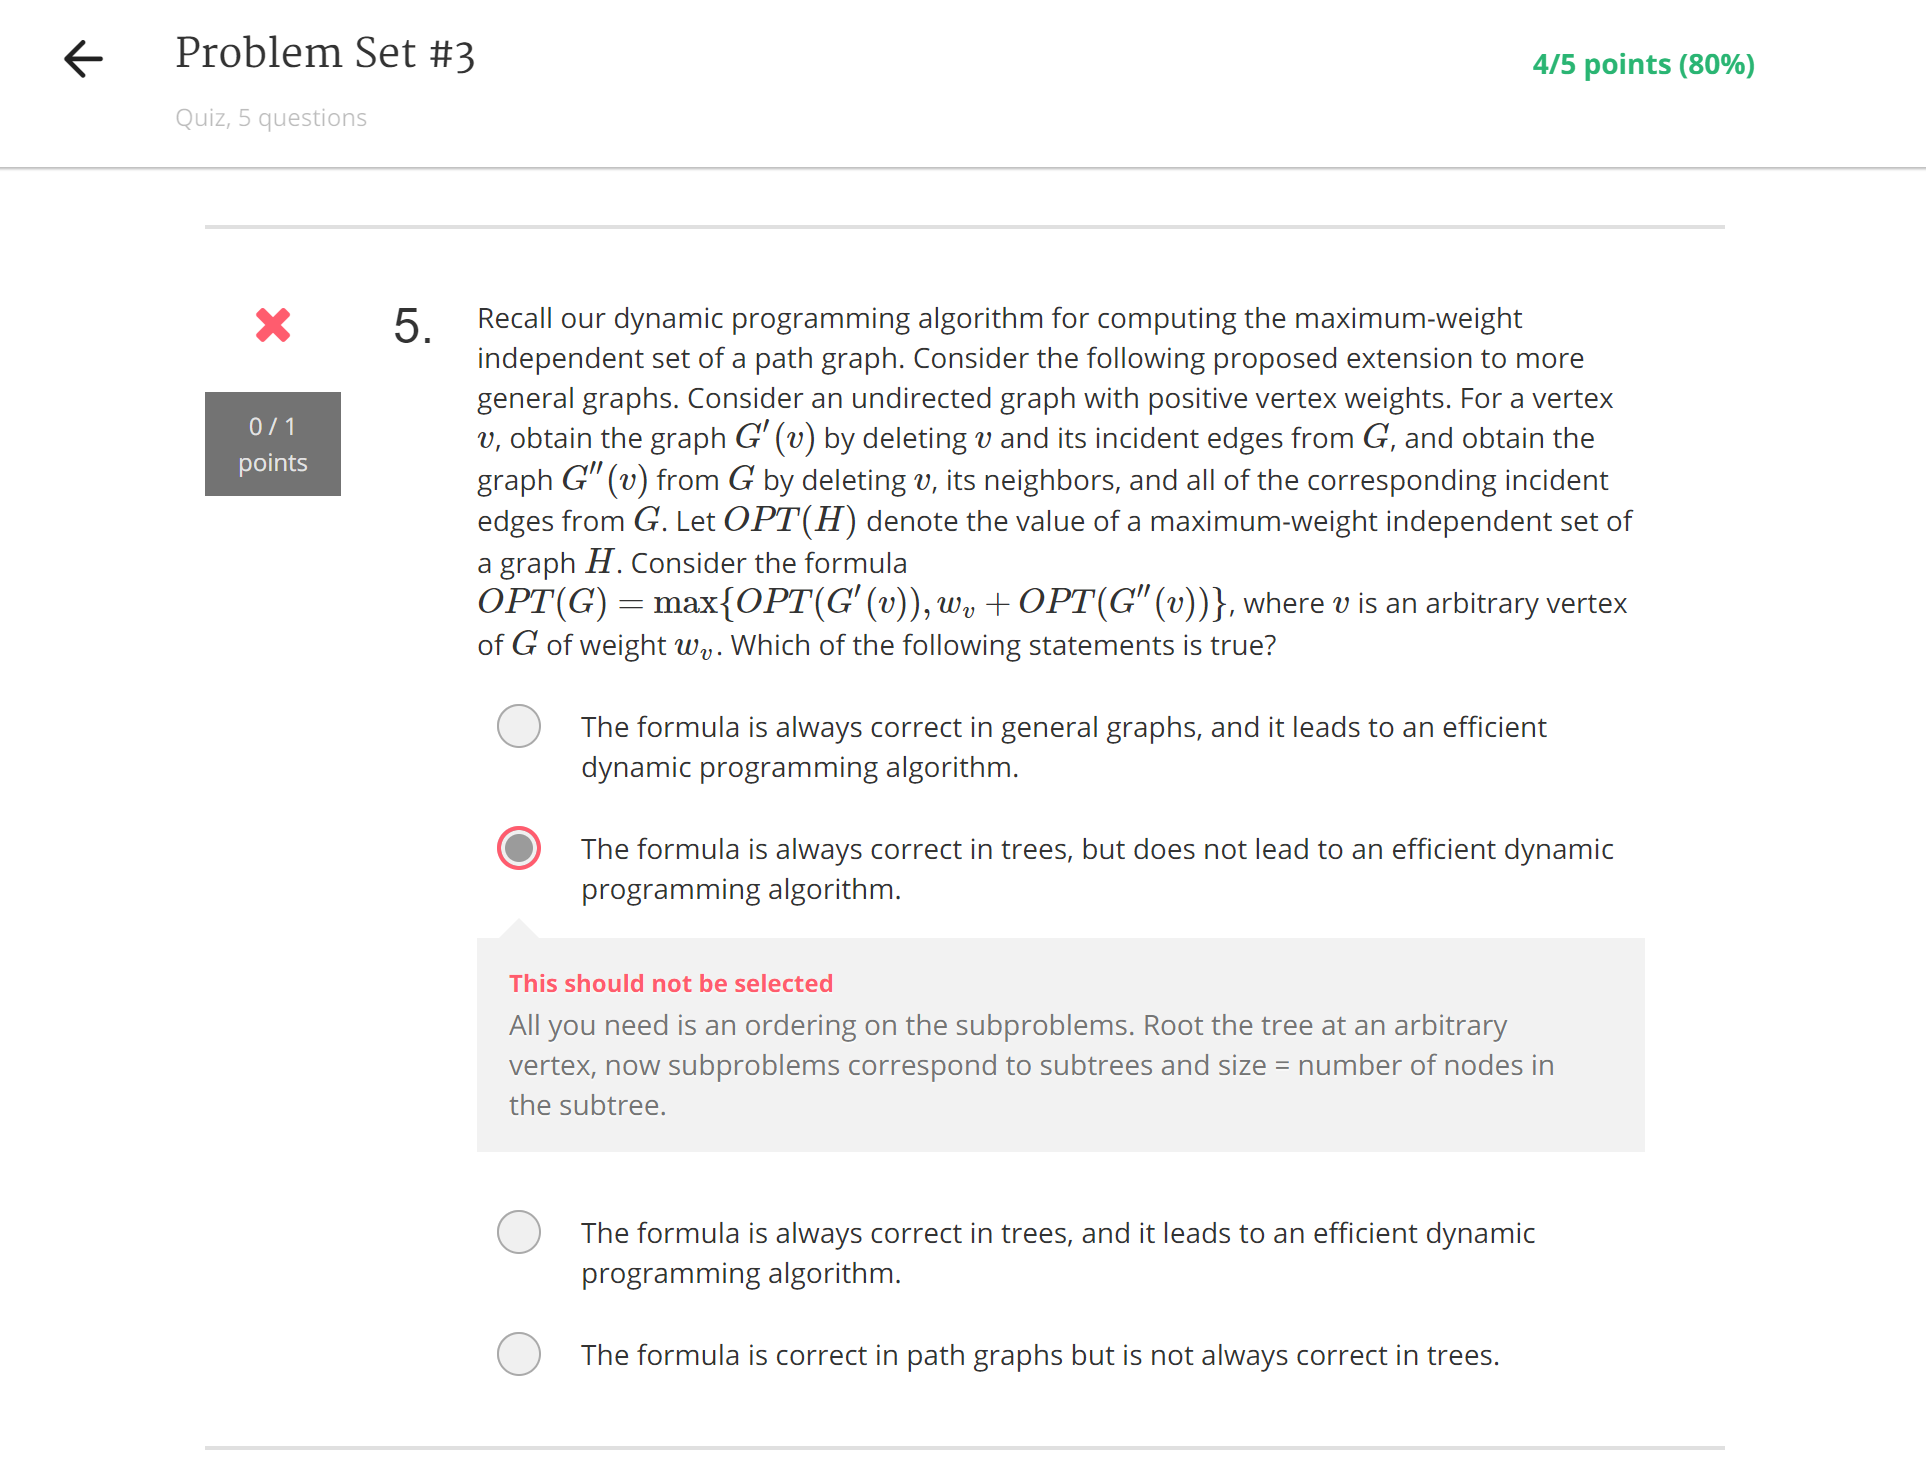 Problem Set #3
4/5 points (80%)
Quiz, 5 questions
5.
0 / 1
points
Recall our dynamic programming algorithm for computing the maximum-weight
independent set of a path graph. Consider the following proposed extension to more
general graphs. Consider an undirected graph with positive vertex weights. For a vertex
v, obtain the graph G′(v) by deleting v and its incident edges from G, and obtain the
graph G″(v) from G by deleting v, its neighbors, and all of the corresponding incident
edges from G. Let OPT(H) denote the value of a maximum-weight independent set of
a graph H. Consider the formula
OPT(G) = max{OPT(G′(v)), w_v + OPT(G″(v))}, where v is an arbitrary vertex
of G of weight w_v. Which of the following statements is true?
The formula is always correct in general graphs, and it leads to an efficient
dynamic programming algorithm.
The formula is always correct in trees, but does not lead to an efficient dynamic
programming algorithm.
This should not be selected
All you need is an ordering on the subproblems. Root the tree at an arbitrary
vertex, now subproblems correspond to subtrees and size = number of nodes in
the subtree.
The formula is always correct in trees, and it leads to an efficient dynamic
programming algorithm.
The formula is correct in path graphs but is not always correct in trees.